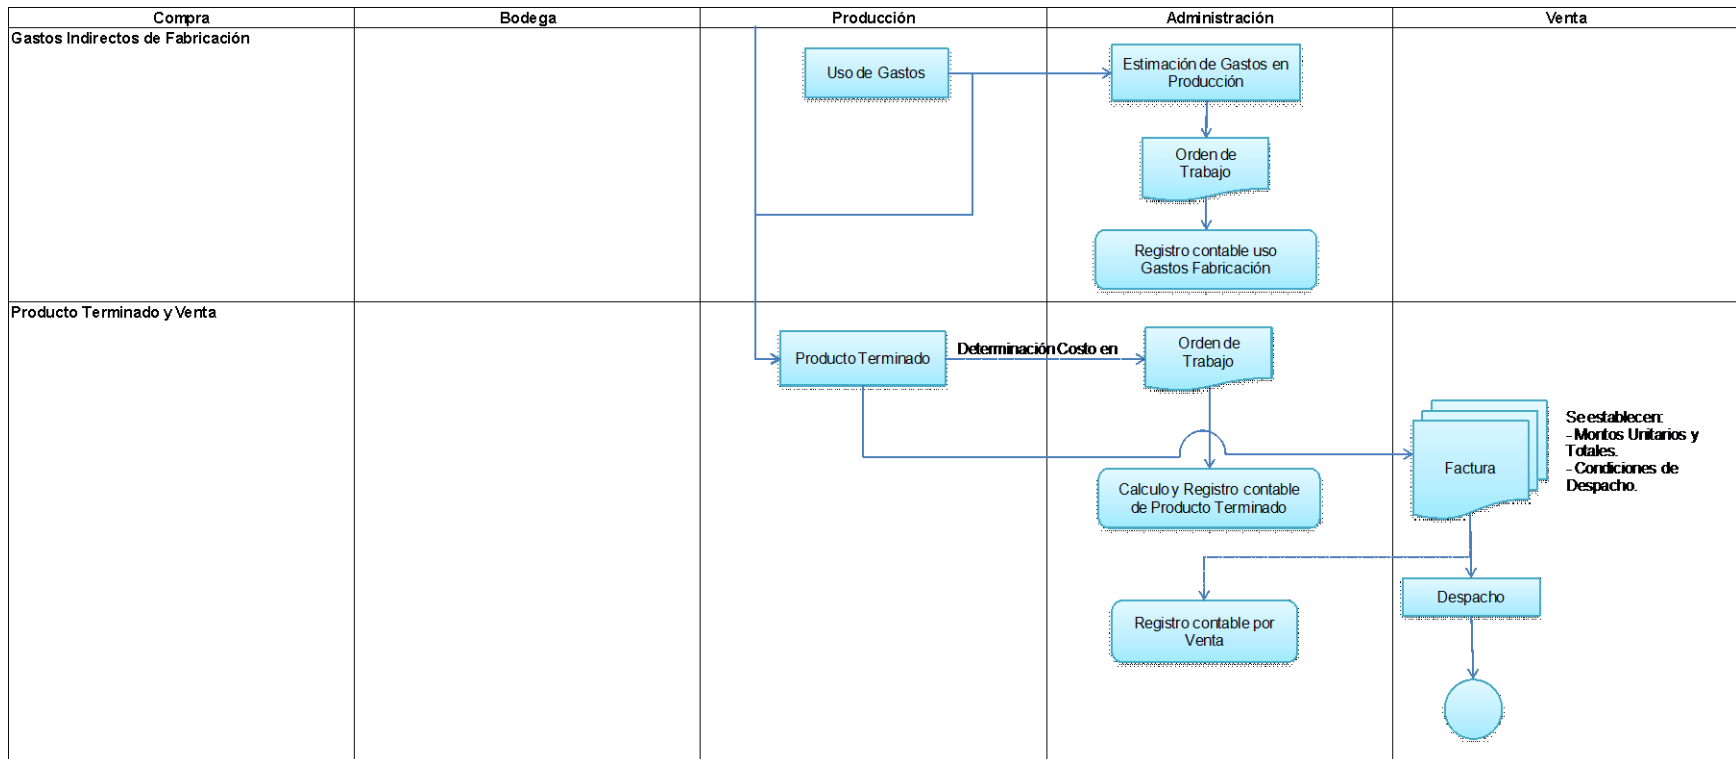 Compra
Bodega
Producción
Administración
Venta
Gastos Indirectos de Fabricación
Uso de Gastos
Estimación de Gastos en
Producción
Orden de
Trabajo
Registro contable uso
Gastos Fabricación
Producto Terminado y Venta
Producto Terminado
Determinación Costo en
Orden de
Trabajo
Factura
Se establecen:
- Montos Unitarios y
Totales.
- Condiciones de
Despacho.
Calculo y Registro contable
de Producto Terminado
Despacho
Registro contable por
Venta